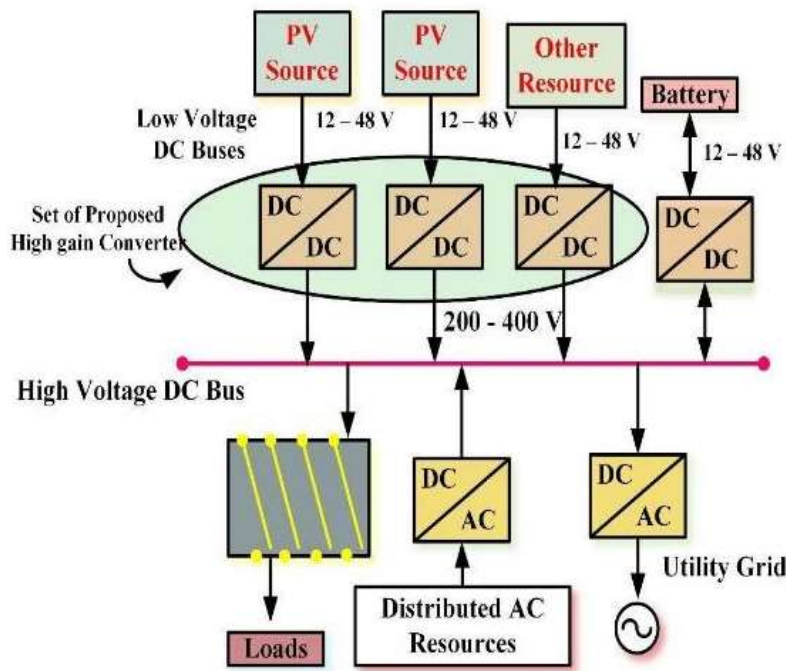 PV
Source
PV
Source
Other
Resource
Battery
Low Voltage
DC Buses
12 – 48 V
12 – 48 V
12 – 48 V
12 – 48 V
Set of Proposed
High gain Converter
DC
DC
DC
DC
DC
DC
DC
DC
200 - 400 V
High Voltage DC Bus
DC
AC
DC
AC
Utility Grid
Loads
Distributed AC
Resources